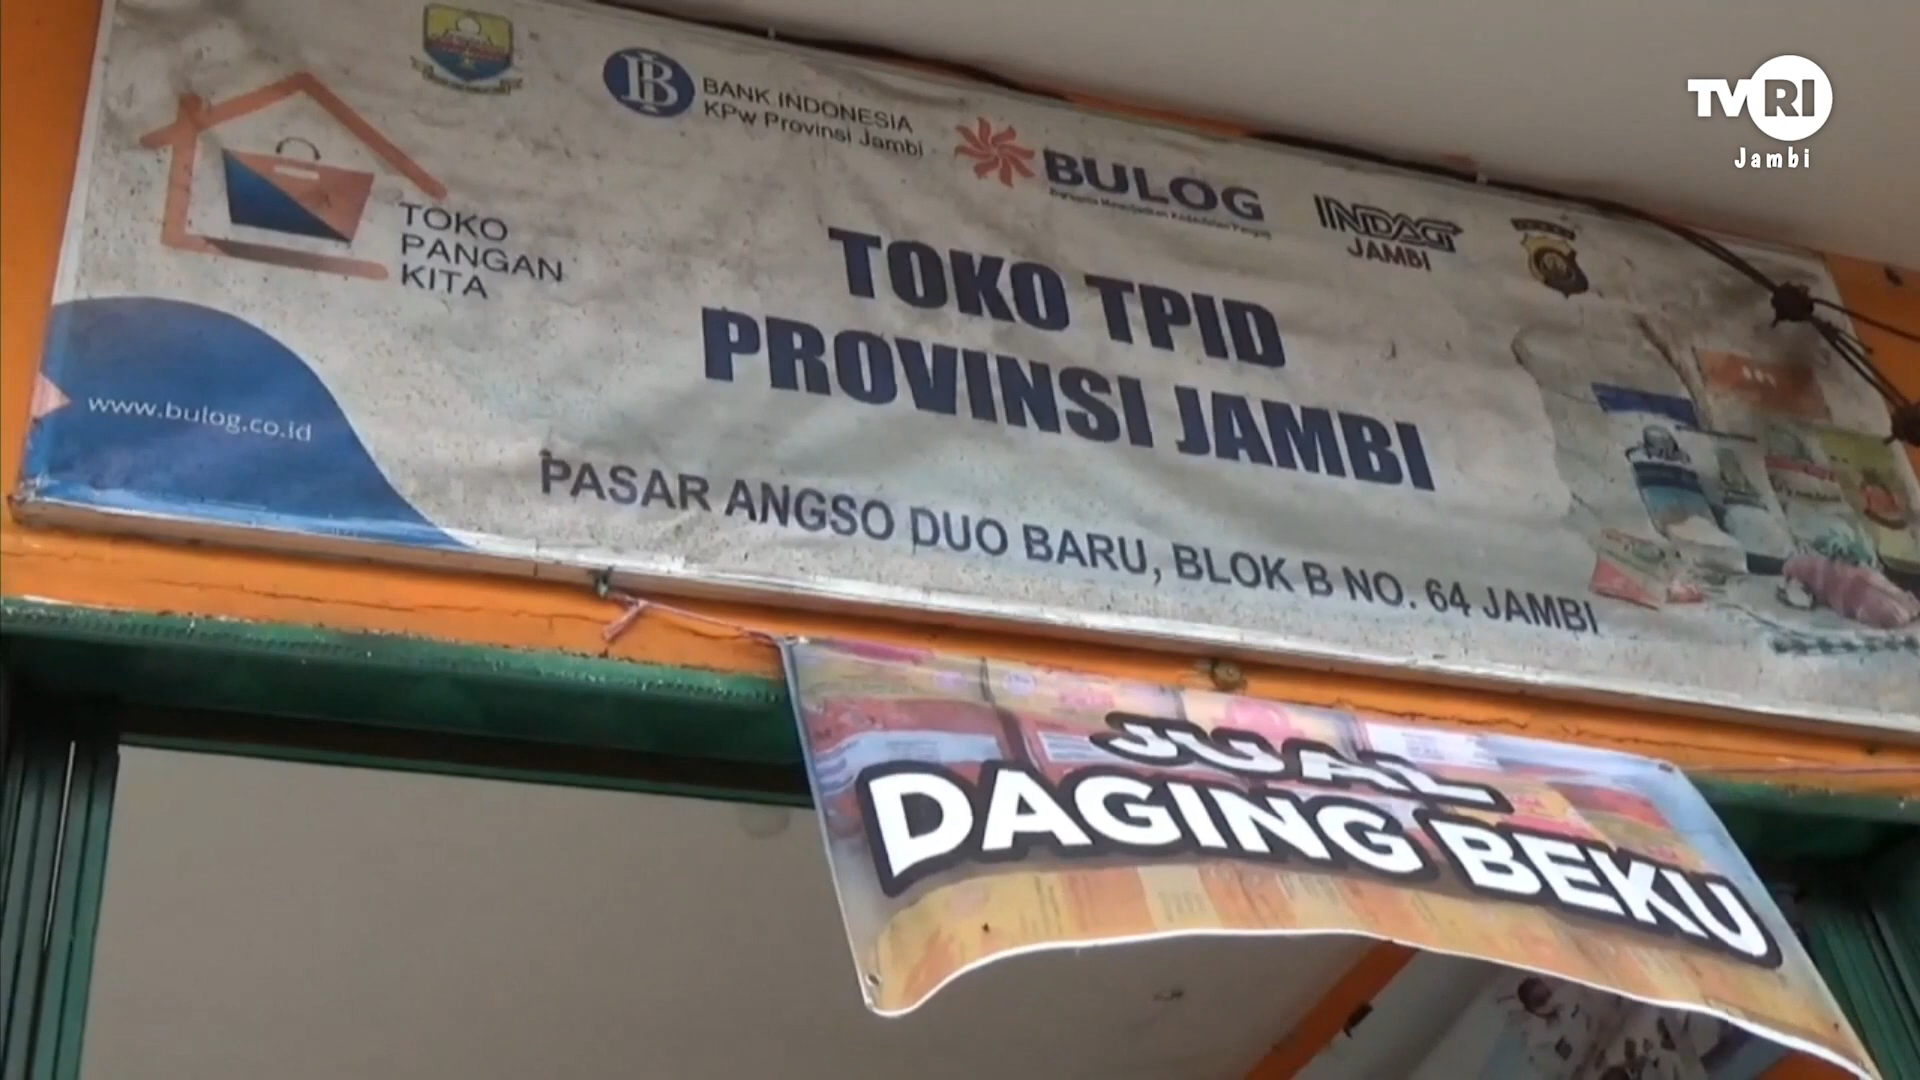 TVRI
Jambi
BANK INDONESIA
KPw Provinsi Jambi
BULOG
INDAG
JAMBI
TOKO
PANGAN
KITA
TOKO TPID
PROVINSI JAMBI
www.bulog.co.id
PASAR ANGSO DUO BARU, BLOK B NO. 64 JAMBI
JUAL
DAGING BEKU